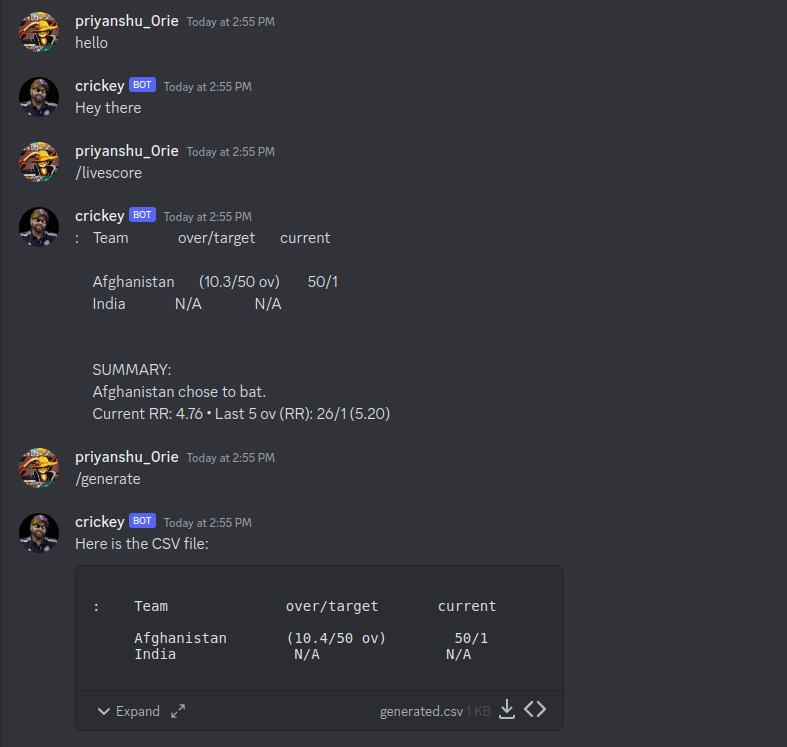 priyanshu_Orie Today at 2:55 PM
hello
crickey BOT Today at 2:55 PM
Hey there
priyanshu_Orie Today at 2:55 PM
/livescore
crickey BOT Today at 2:55 PM
: Team over/target current
Afghanistan (10.3/50 ov) 50/1
India N/A N/A
SUMMARY:
Afghanistan chose to bat.
Current RR: 4.76 • Last 5 ov (RR): 26/1 (5.20)
priyanshu_Orie Today at 2:55 PM
/generate
crickey BOT Today at 2:55 PM
Here is the CSV file:
: Team over/target current
Afghanistan (10.4/50 ov) 50/1
India N/A N/A
Expand generated.csv 1 KB